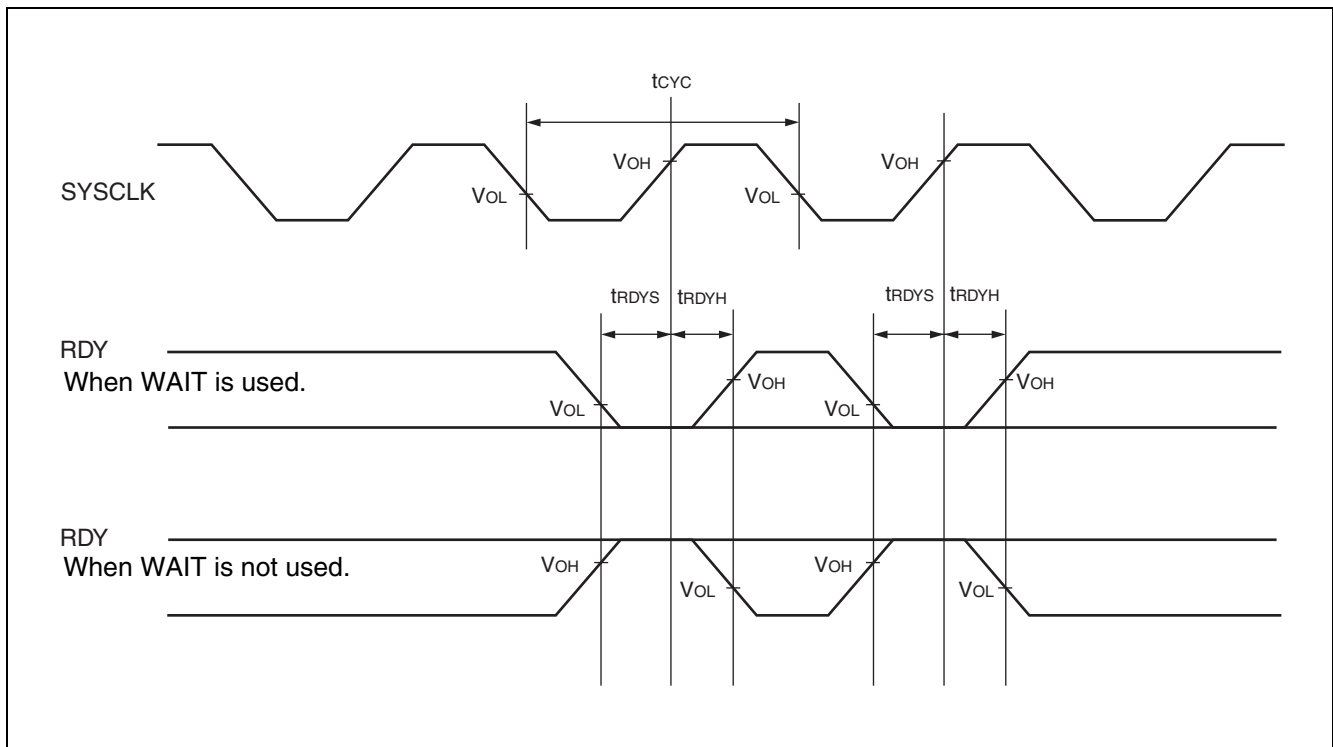 tCYC
VOH
VOH
SYSCLK
VOL
VOL
tRDYS
tRDYH
tRDYS
tRDYH
RDY
When WAIT is used.
VOH
VOH
VOL
VOL
RDY
When WAIT is not used.
VOH
VOH
VOL
VOL